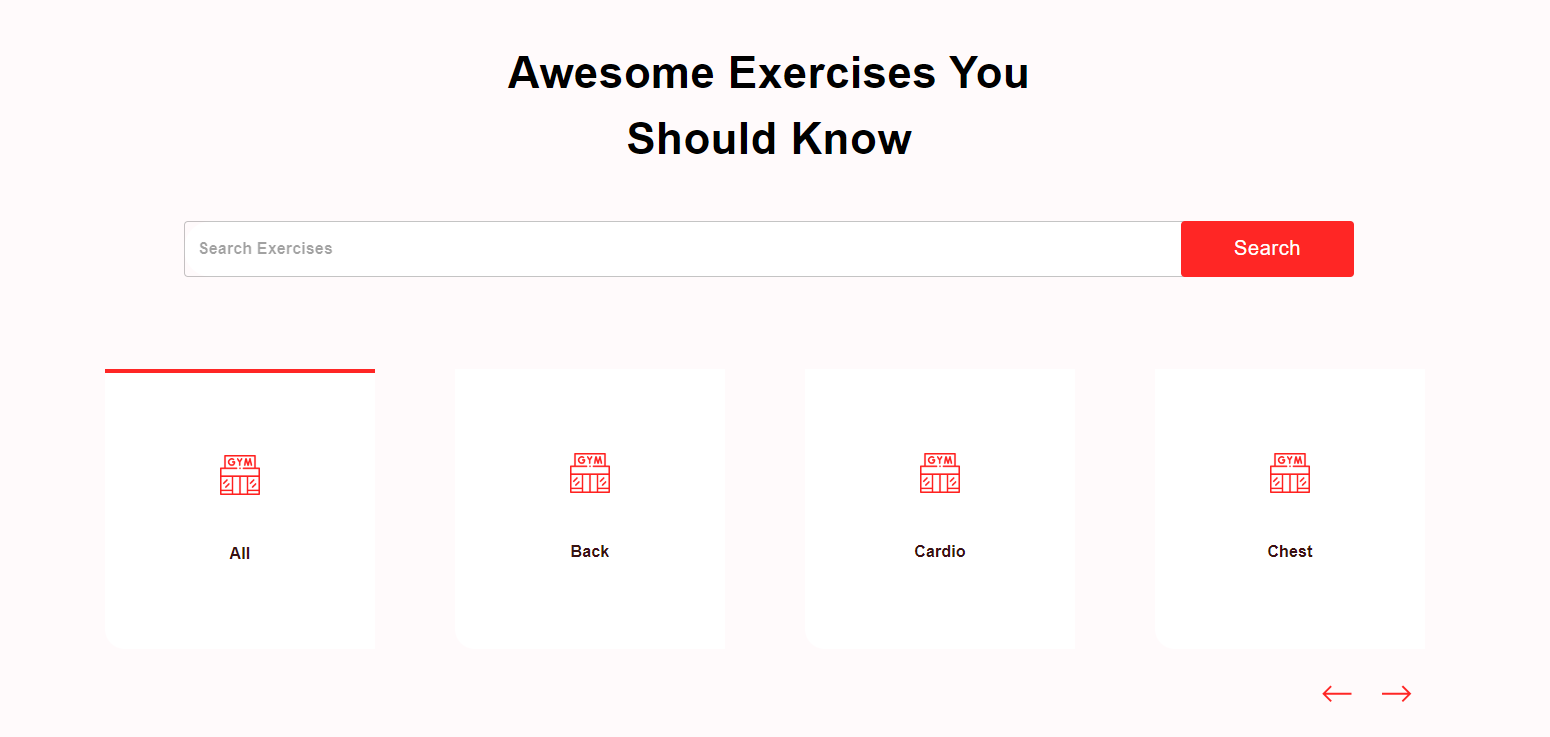 Awesome Exercises You
Should Know
Search Exercises
Search
GYM
GYM
GYM
GYM
All
Back
Cardio
Chest